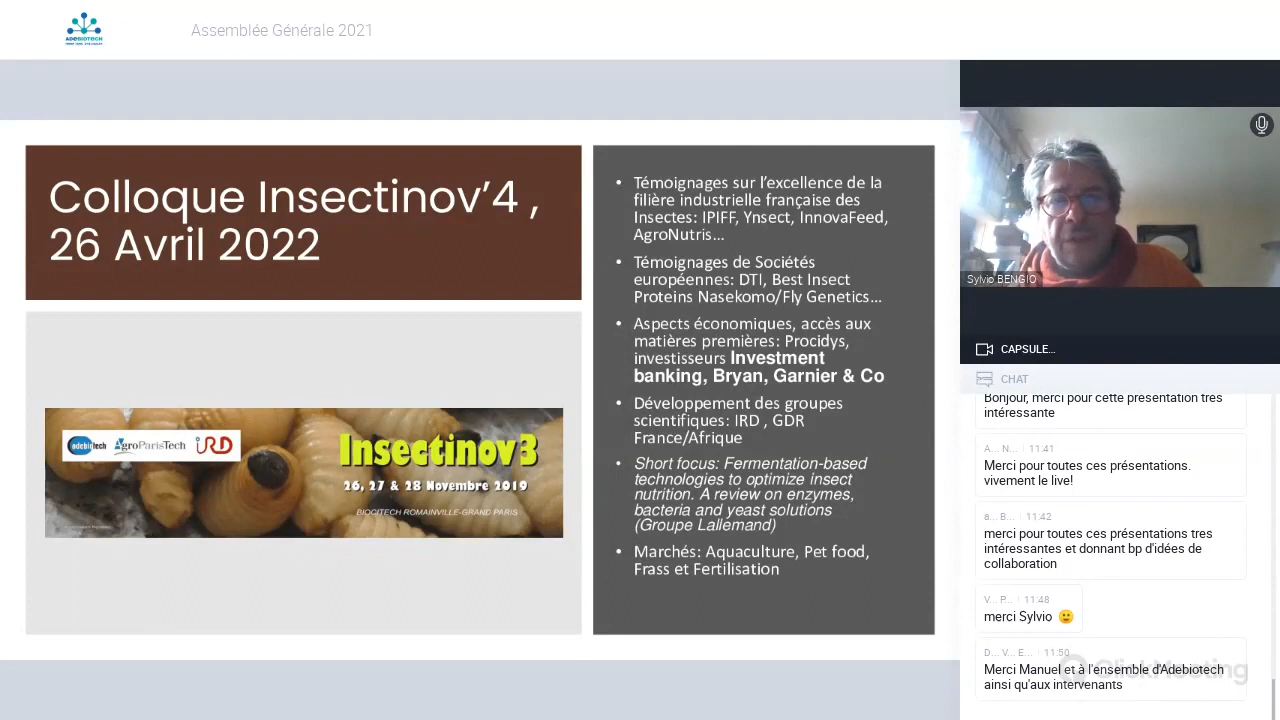 ADEBIOTECH
Assemblée Générale 2021
Colloque Insectinov’4 ,
26 Avril 2022
adebitech
AgroParisTech
IRD
Insectinov3
26, 27 & 28 Novembre 2019
BIOCITECH ROMAINVILLE-GRAND PARIS
• Témoignages sur l’excellence de la
filière industrielle française des
Insectes: IPIFF, Ynsect, InnovaFeed,
AgroNutris…
• Témoignages de Sociétés
européennes: DTI, Best Insect
Proteins Nasekomo/Fly Genetics…
• Aspects économiques, accès aux
matières premières: Procidys,
investisseurs Investment
banking, Bryan, Garnier & Co
• Développement des groupes
scientifiques: IRD , GDR
France/Afrique
• Short focus: Fermentation-based
technologies to optimize insect
nutrition. A review on enzymes,
bacteria and yeast solutions
(Groupe Lallemand)
• Marchés: Aquaculture, Pet food,
Frass et Fertilisation
Sylvio BENGIO
CAPSULE...
CHAT
Bonjour, merci pour cette présentation très
intéressante
A... N... | 11:41
Merci pour toutes ces présentations.
vivement le live!
a... B... | 11:42
merci pour toutes ces présentations tres
intéressantes et donnant bp d'idées de
collaboration
V... P... | 11:48
merci Sylvio 🙂
D... V... E... | 11:50
Merci Manuel et à l'ensemble d'Adebiotech
ainsi qu'aux intervenants
ClickMeeting